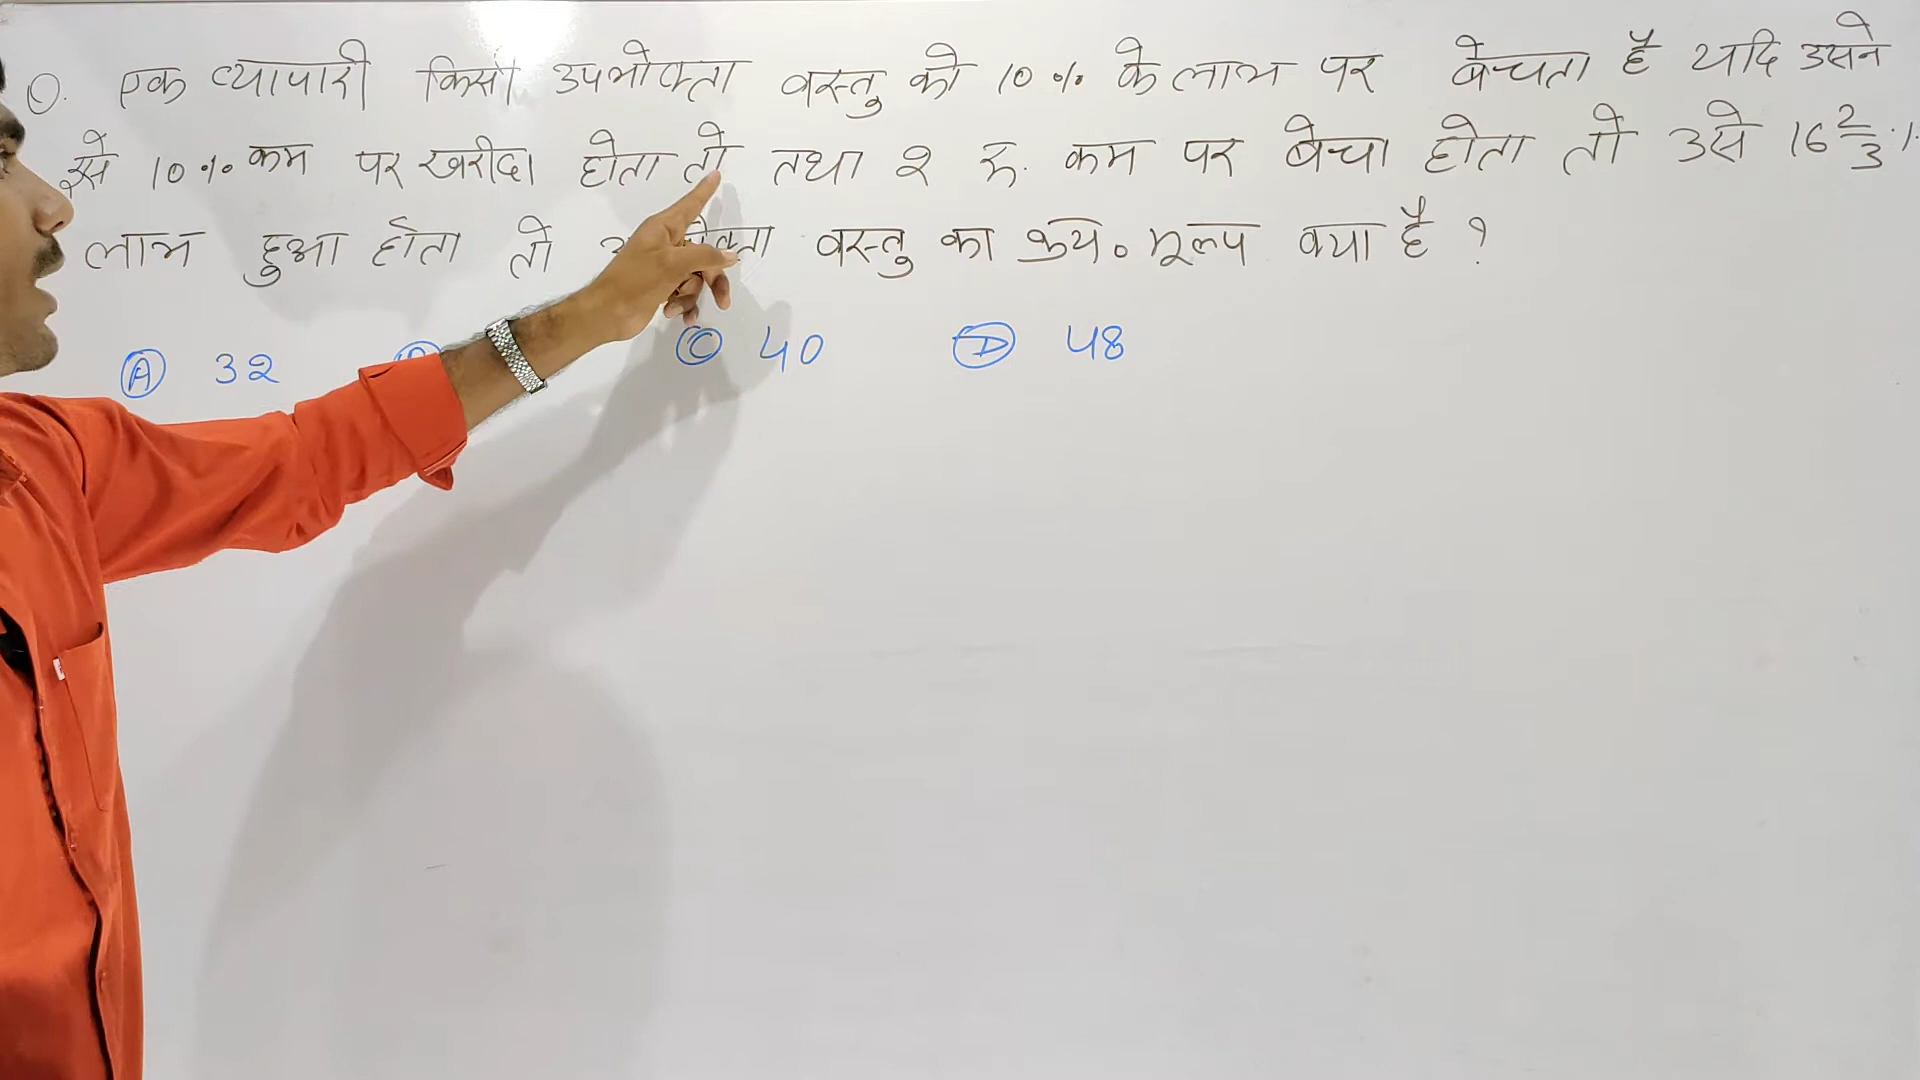 Q. एक व्यापारी किसी उपभोक्ता वस्तु को 10 % के लाभ पर बेचता है यदि उसने
इसे 10 % कम पर खरीदा होता तो तथा 2 रु. कम पर बेचा होता तो उसे 16 2/3 %
लाभ हुआ होता तो वस्तु का क्रय० मूल्य क्या है ?
A 32 C 40 D 48